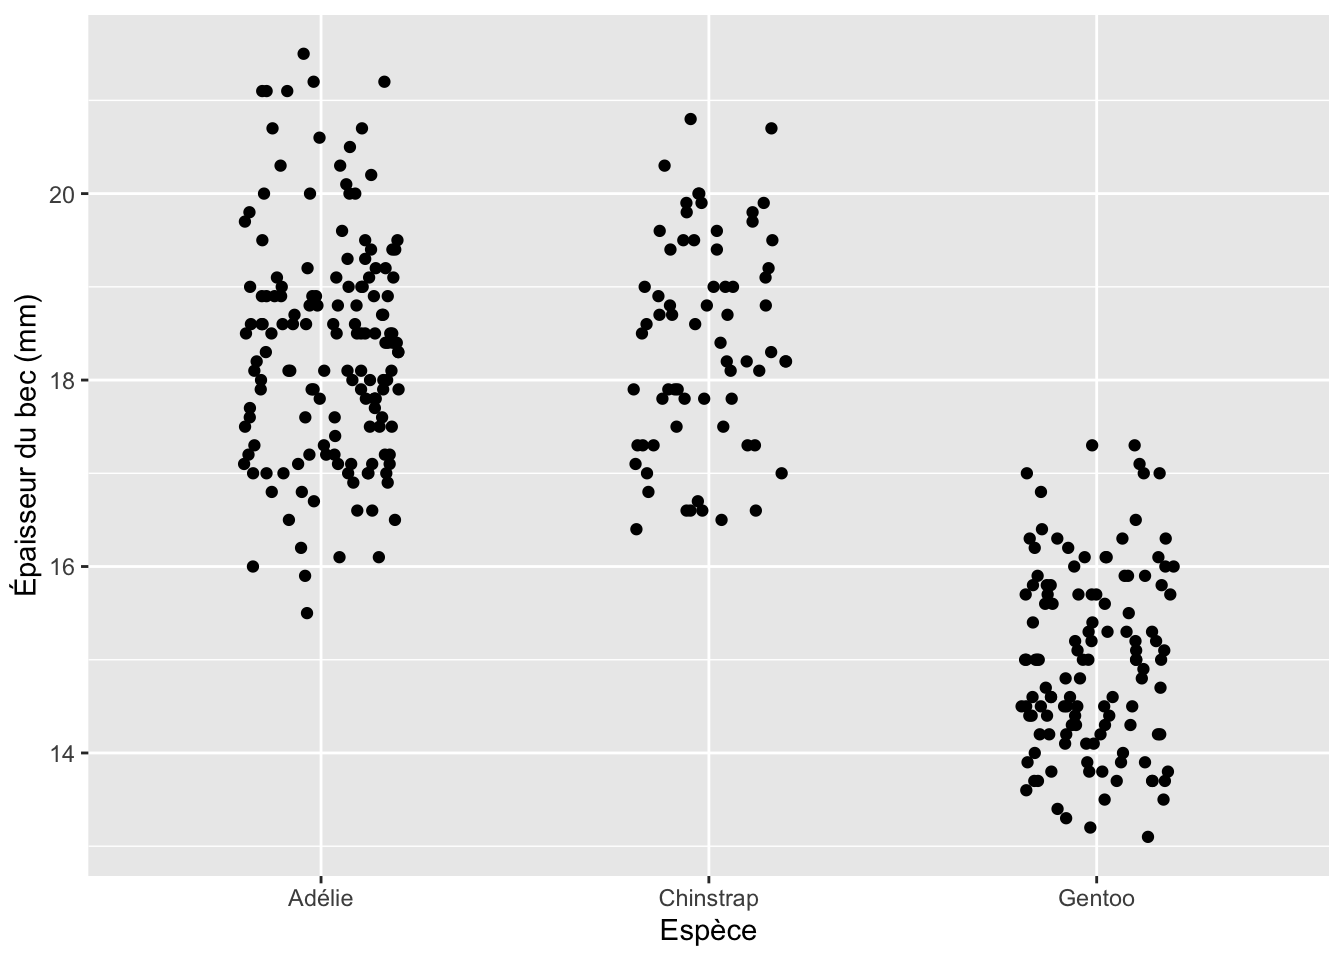 Épaisseur du bec (mm)
20
18
16
14
Adélie
Chinstrap
Gentoo
Espèce